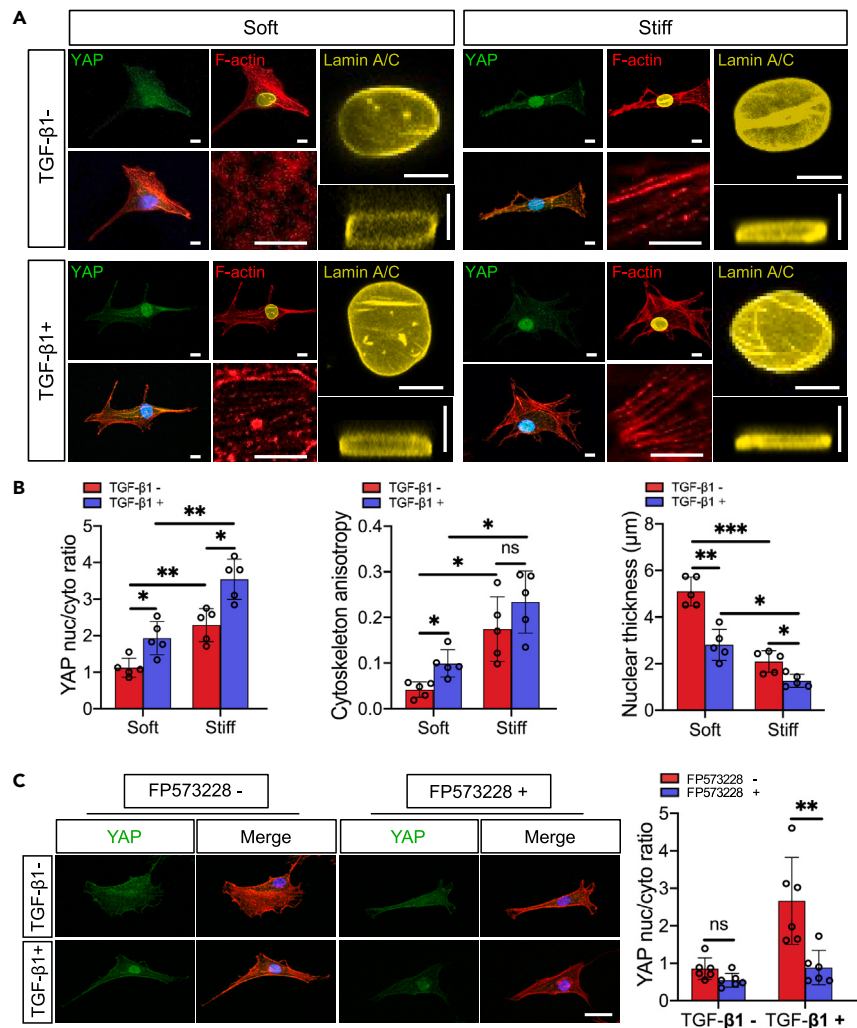 A
Soft
Stiff
TGF-β1-
YAP
F-actin
Lamin A/C
YAP
F-actin
Lamin A/C
TGF-β1+
YAP
F-actin
Lamin A/C
YAP
F-actin
Lamin A/C
B
TGF-β1 -
TGF-β1 +
YAP nuc/cyto ratio
5
4
3
2
1
0
**
**
*
*
Soft
Stiff
TGF-β1 -
TGF-β1 +
Cytoskeleton anisotropy
0.4
0.3
0.2
0.1
0.0
*
*
ns
*
Soft
Stiff
TGF-β1 -
TGF-β1 +
Nuclear thickness (μm)
8
6
4
2
0
***
**
*
*
Soft
Stiff
C
FP573228 -
FP573228 +
YAP
Merge
YAP
Merge
TGF-β1-
TGF-β1+
FP573228 -
FP573228 +
YAP nuc/cyto ratio
5
4
3
2
1
0
**
ns
TGF-β1 -
TGF-β1 +